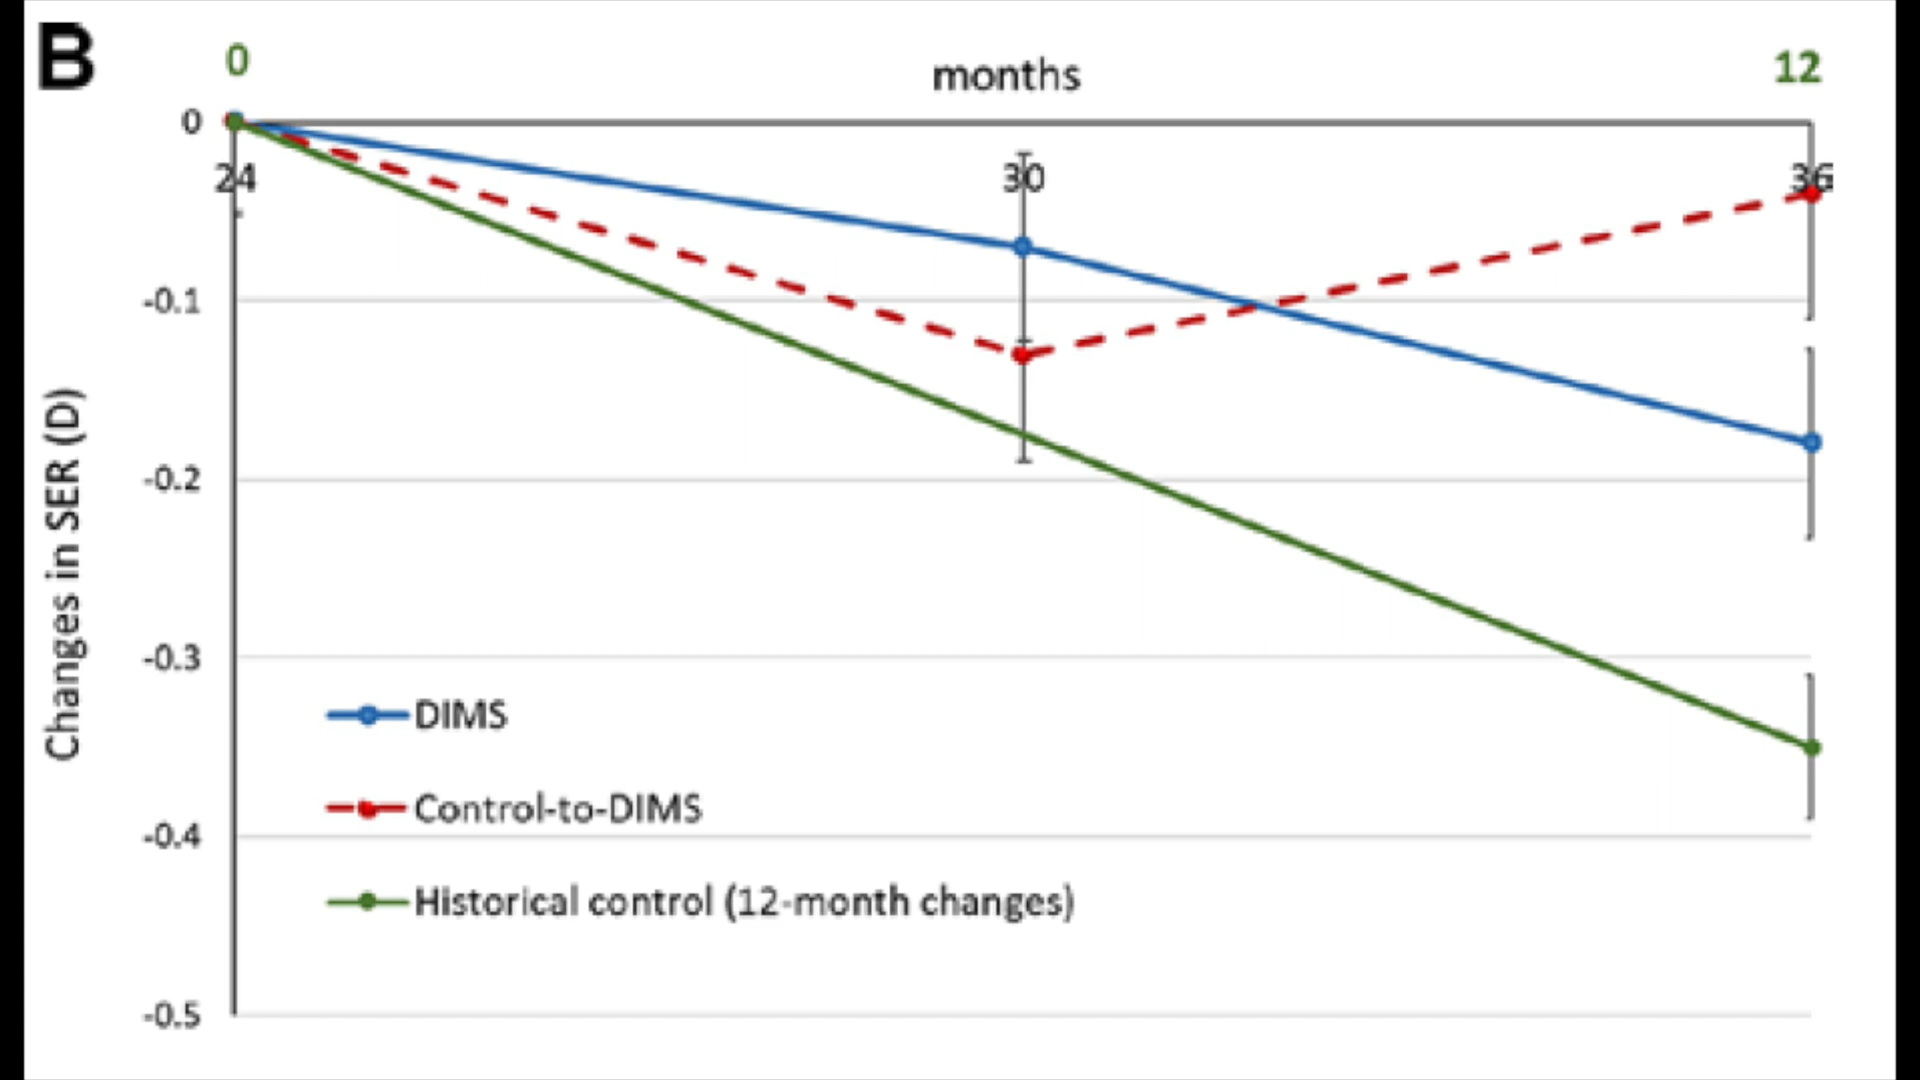 B
0
months
12
0
24
30
36
-0.1
-0.2
-0.3
-0.4
-0.5
Changes in SER (D)
DIMS
Control-to-DIMS
Historical control (12-month changes)